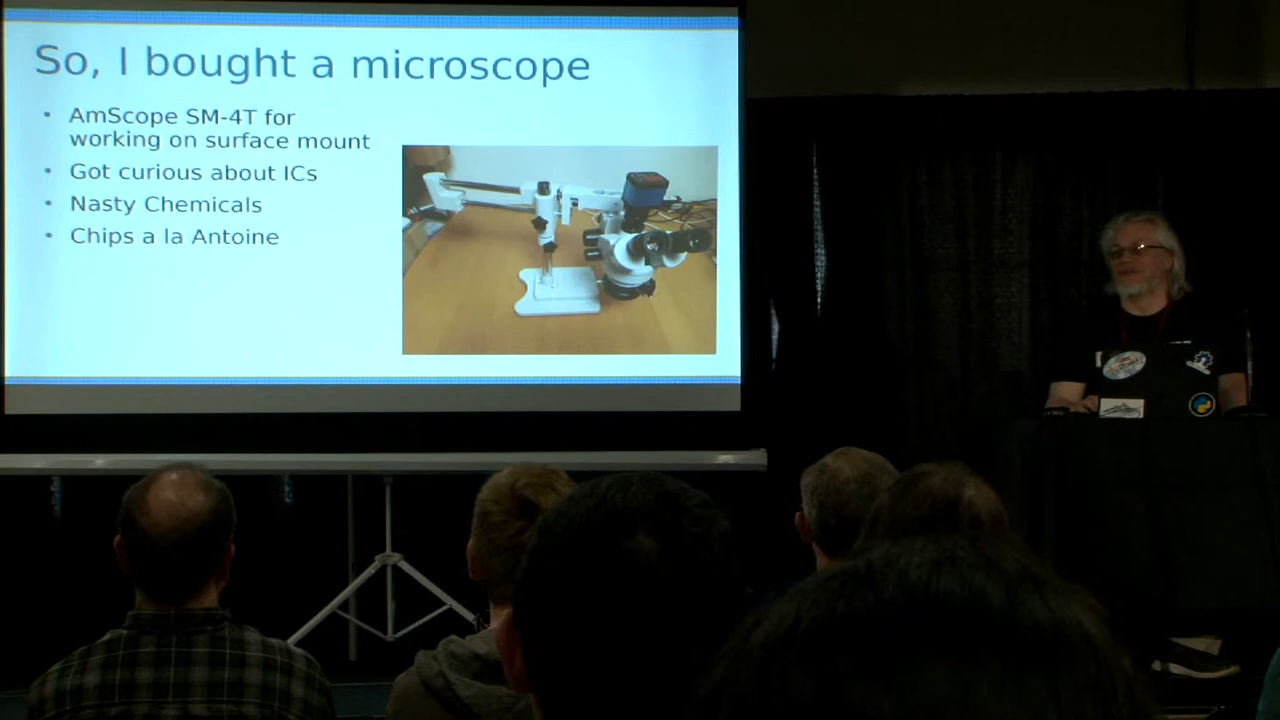 So, I bought a microscope
• AmScope SM-4T for
working on surface mount
• Got curious about ICs
• Nasty Chemicals
• Chips a la Antoine